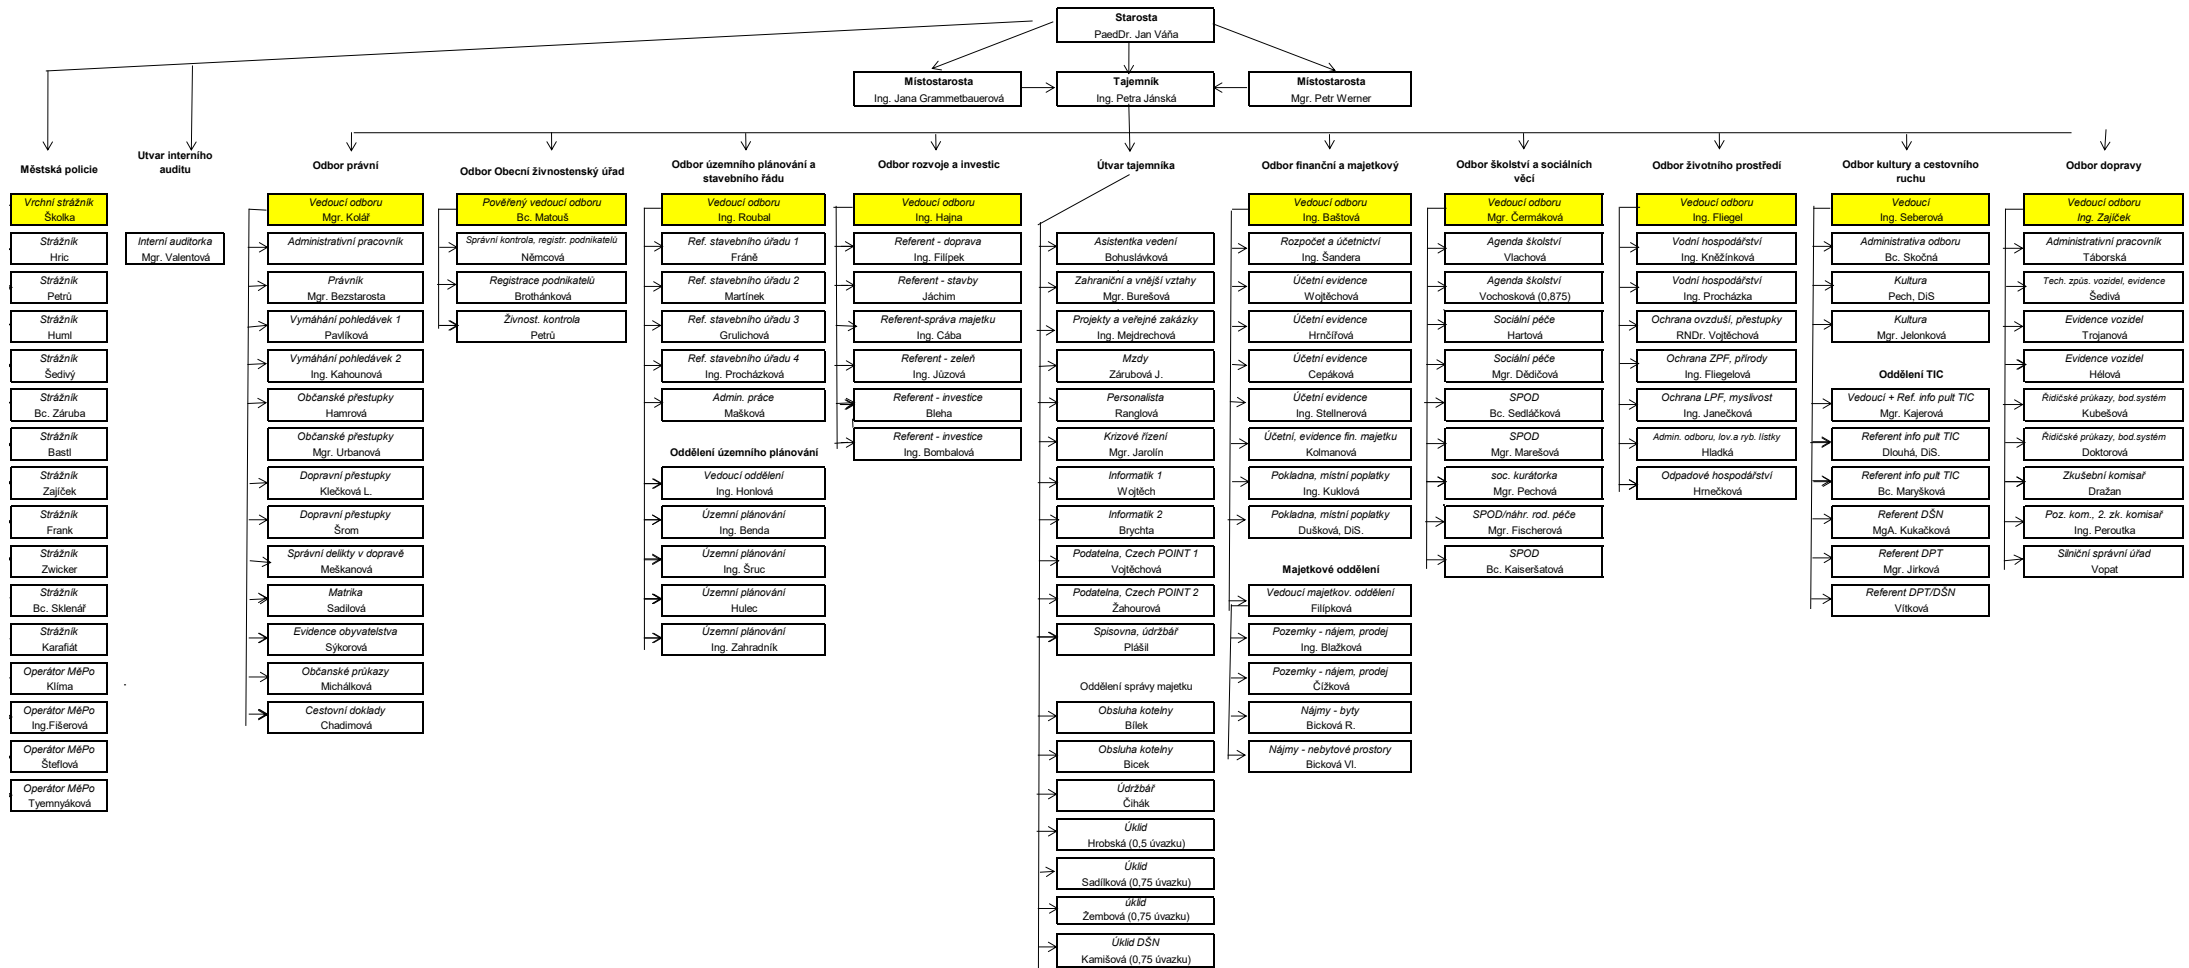 Starosta
PaedDr. Jan Váňa
Místostarosta
Ing. Jana Grammetbauerová
Tajemník
Ing. Petra Jánská
Místostarosta
Mgr. Petr Werner
Městská policie
Vrchní strážník
Školka
Strážník
Hric
Strážník
Petrů
Strážník
Huml
Strážník
Šedivý
Strážník
Bc. Záruba
Strážník
Bastl
Strážník
Zajíček
Strážník
Frank
Strážník
Zwicker
Strážník
Bc. Sklenář
Strážník
Karafiát
Operátor MěPo
Klíma
Operátor MěPo
Ing.Fišerová
Operátor MěPo
Šteflová
Operátor MěPo
Tyemnyáková
Utvar interního
auditu
Interní auditorka
Mgr. Valentová
Odbor právní
Vedoucí odboru
Mgr. Kolář
Administrativní pracovník
Právník
Mgr. Bezstarosta
Vymáhání pohledávek 1
Pavlíková
Vymáhání pohledávek 2
Ing. Kahounová
Občanské přestupky
Hamrová
Občanské přestupky
Mgr. Urbanová
Dopravní přestupky
Klečková L.
Dopravní přestupky
Šrom
Správní delikty v dopravě
Meškanová
Matrika
Sadilová
Evidence obyvatelstva
Sýkorová
Občanské průkazy
Michálková
Cestovní doklady
Chadimová
Odbor Obecní živnostenský úřad
Pověřený vedoucí odboru
Bc. Matouš
Správní kontrola, registr. podnikatelů
Němcová
Registrace podnikatelů
Brothánková
Živnost. kontrola
Petrů
Odbor územního plánování a
stavebního řádu
Vedoucí odboru
Ing. Roubal
Ref. stavebního úřadu 1
Fráně
Ref. stavebního úřadu 2
Martínek
Ref. stavebního úřadu 3
Grulichová
Ref. stavebního úřadu 4
Ing. Procházková
Admin. práce
Mašková
Oddělení územního plánování
Vedoucí oddělení
Ing. Honlová
Územní plánování
Ing. Benda
Územní plánování
Ing. Šruc
Územní plánování
Hulec
Územní plánování
Ing. Zahradník
Odbor rozvoje a investic
Vedoucí odboru
Ing. Hajna
Referent - doprava
Ing. Filípek
Referent - stavby
Jáchim
Referent-správa majetku
Ing. Cába
Referent - zeleň
Ing. Jůzová
Referent - investice
Bleha
Referent - investice
Ing. Bombalová
Útvar tajemníka
Asistentka vedení
Bohuslávková
Zahraniční a vnější vztahy
Mgr. Burešová
Projekty a veřejné zakázky
Ing. Mejdrechová
Mzdy
Zárubová J.
Personalista
Ranglová
Krizové řízení
Mgr. Jarolín
Informatik 1
Wojtěch
Informatik 2
Brychta
Podatelna, Czech POINT 1
Vojtěchová
Podatelna, Czech POINT 2
Žahourová
Spisovna, údržbář
Plášil
Oddělení správy majetku
Obsluha kotelny
Bílek
Obsluha kotelny
Bicek
Údržbář
Čihák
Úklid
Hrobská (0,5 úvazku)
Úklid
Sadílková (0,75 úvazku)
úklid
Žembová (0,75 úvazku)
Úklid DŠN
Kamišová (0,75 úvazku)
Odbor finanční a majetkový
Vedoucí odboru
Ing. Baštová
Rozpočet a účetnictví
Ing. Šandera
Účetní evidence
Wojtěchová
Účetní evidence
Hrnčířová
Účetní evidence
Cepáková
Účetní evidence
Ing. Stellnerová
Účetní, evidence fin. majetku
Kolmanová
Pokladna, místní poplatky
Ing. Kuklová
Pokladna, místní poplatky
Dušková, DiS.
Majetkové oddělení
Vedoucí majetkov. oddělení
Filípková
Pozemky - nájem, prodej
Ing. Blažková
Pozemky - nájem, prodej
Čížková
Nájmy - byty
Bicková R.
Nájmy - nebytové prostory
Bicková Vl.
Odbor školství a sociálních
věcí
Vedoucí odboru
Mgr. Čermáková
Agenda školství
Vlachová
Agenda školství
Vochosková (0,875)
Sociální péče
Hartová
Sociální péče
Mgr. Dědičová
SPOD
Bc. Sedláčková
SPOD
Mgr. Marešová
soc. kurátorka
Mgr. Pechová
SPOD/náhr. rod. péče
Mgr. Fischerová
SPOD
Bc. Kaiseršatová
Odbor životního prostředí
Vedoucí odboru
Ing. Fliegel
Vodní hospodářství
Ing. Kněžínková
Vodní hospodářství
Ing. Procházka
Ochrana ovzduší, přestupky
RNDr. Vojtěchová
Ochrana ZPF, přírody
Ing. Fliegelová
Ochrana LPF, myslivost
Ing. Janečková
Admin. odboru, lov.a ryb. lístky
Hladká
Odpadové hospodářství
Hrnečková
Odbor kultury a cestovního
ruchu
Vedoucí
Ing. Seberová
Administrativa odboru
Bc. Skočná
Kultura
Pech, DiS
Kultura
Mgr. Jelonková
Oddělení TIC
Vedoucí + Ref. info pult TIC
Mgr. Kajerová
Referent info pult TIC
Dlouhá, DiS.
Referent info pult TIC
Bc. Maryšková
Referent DŠN
MgA. Kukačková
Referent DPT
Mgr. Jirková
Referent DPT/DŠN
Vítková
Odbor dopravy
Vedoucí odboru
Ing. Zajíček
Administrativní pracovník
Táborská
Tech. způs. vozidel, evidence
Šedivá
Evidence vozidel
Trojanová
Evidence vozidel
Hélová
Řidičské průkazy, bod.systém
Kubešová
Řidičské průkazy, bod.systém
Doktorová
Zkušební komisař
Dražan
Poz. kom., 2. zk. komisař
Ing. Peroutka
Silniční správní úřad
Vopat